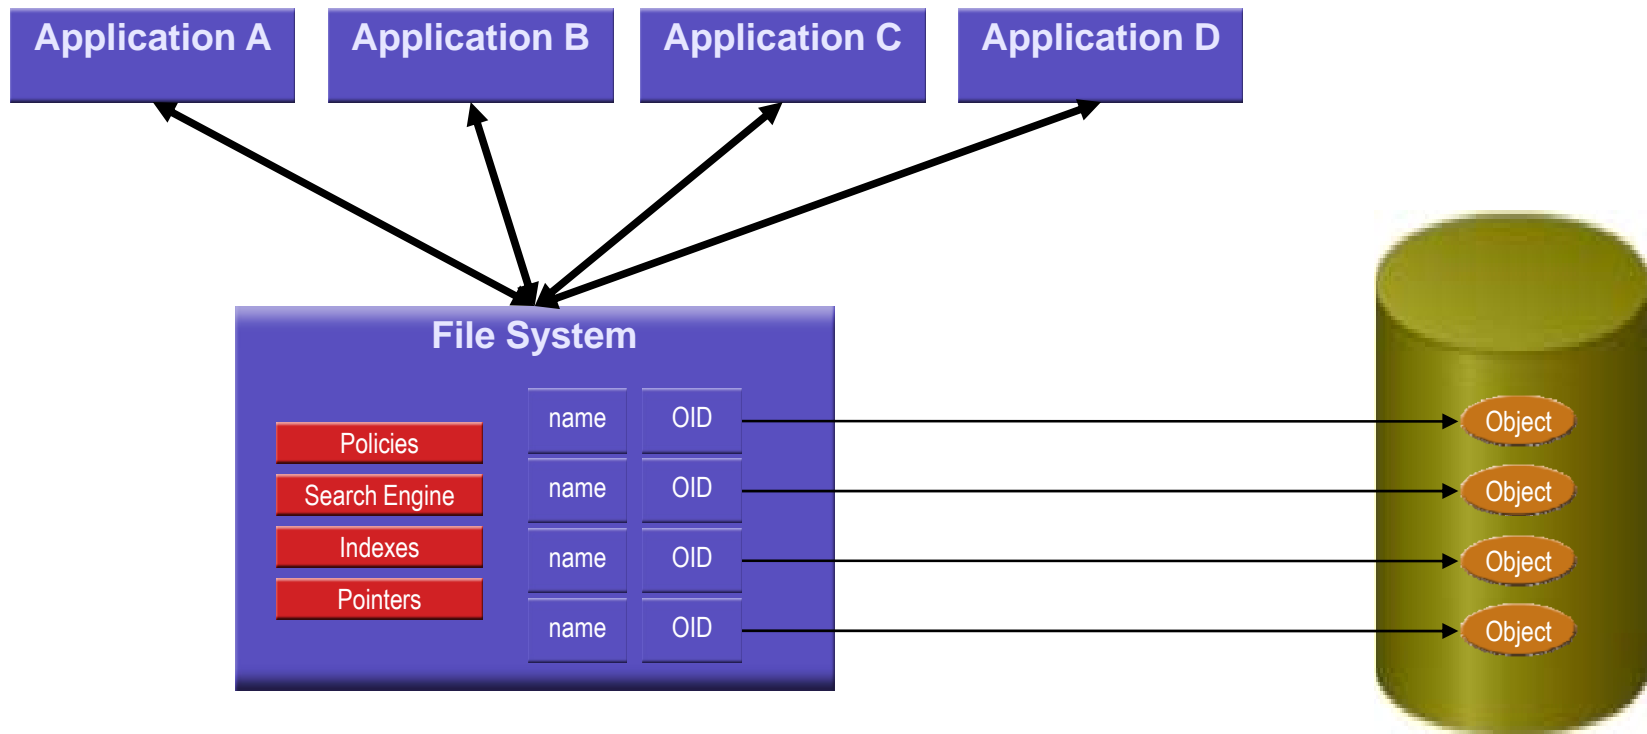 Application A
Application B
Application C
Application D
File System
Policies
Search Engine
Indexes
Pointers
name
OID
Object
name
OID
Object
name
OID
Object
name
OID
Object